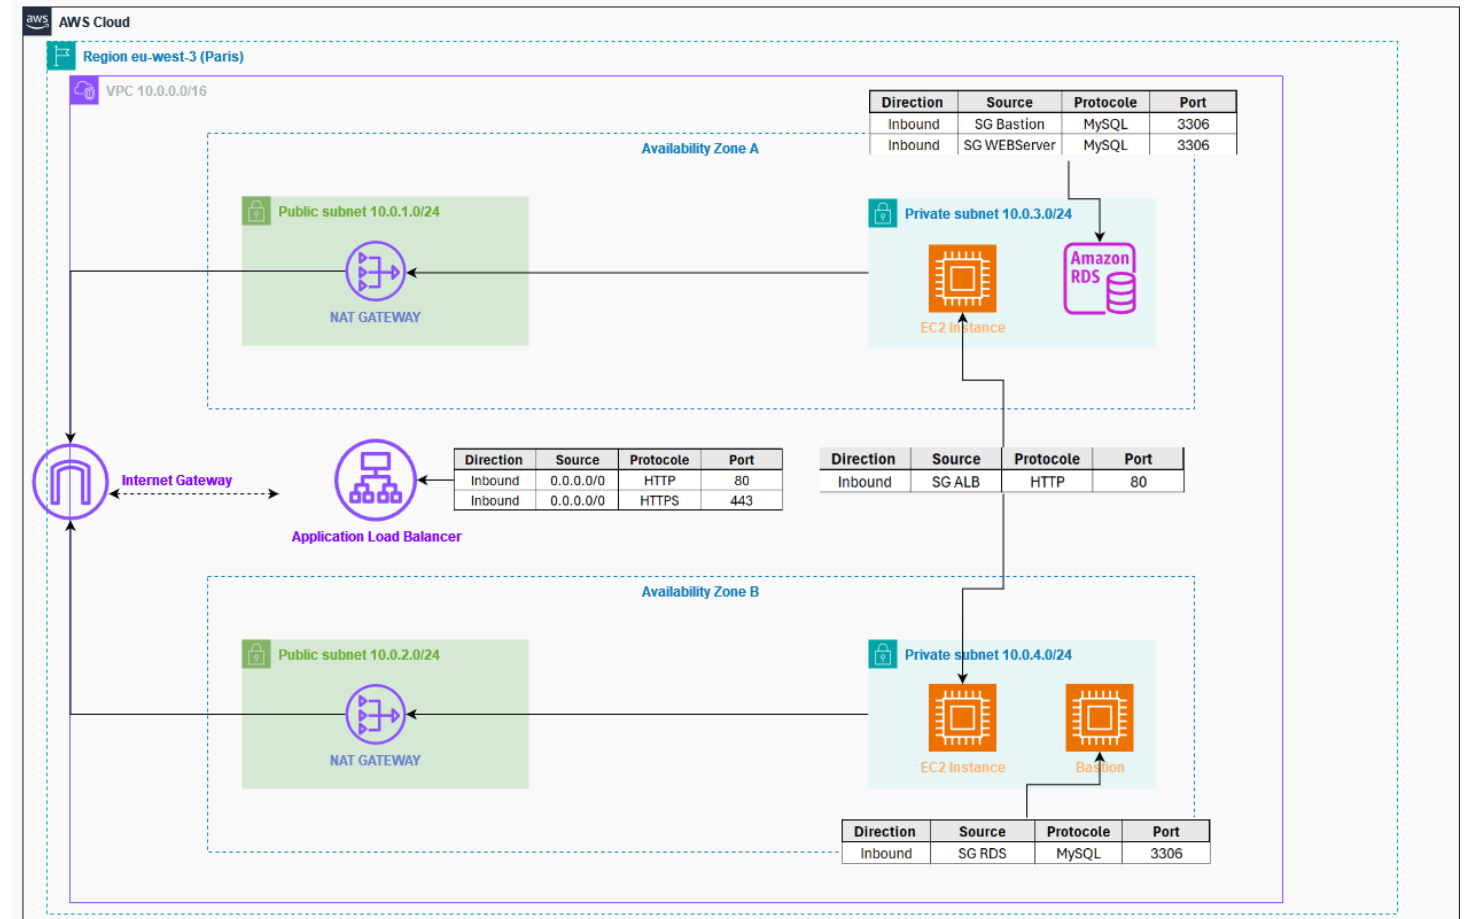 aws AWS Cloud
Region eu-west-3 (Paris)
VPC 10.0.0.0/16
Direction Source Protocole Port
Inbound SG Bastion MySQL 3306
Inbound SG WEBServer MySQL 3306
Availability Zone A
Public subnet 10.0.1.0/24
Private subnet 10.0.3.0/24
Amazon
RDS
NAT GATEWAY
EC2 Instance
Internet Gateway
Application Load Balancer
Direction Source Protocole Port
Inbound 0.0.0.0/0 HTTP 80
Inbound 0.0.0.0/0 HTTPS 443
Direction Source Protocole Port
Inbound SG ALB HTTP 80
Availability Zone B
Public subnet 10.0.2.0/24
Private subnet 10.0.4.0/24
NAT GATEWAY
EC2 Instance
Bastion
Direction Source Protocole Port
Inbound SG RDS MySQL 3306